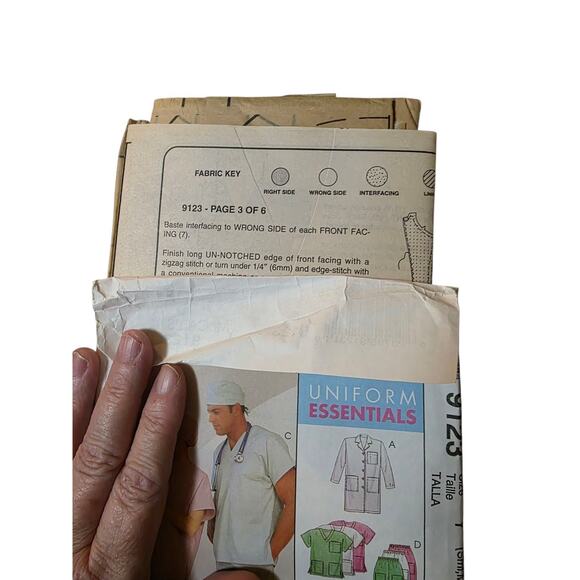 FABRIC KEY
RIGHT SIDE
WRONG SIDE
INTERFACING
9123 - PAGE 3 OF 6
Baste interfacing to WRONG SIDE of each FRONT FAC-
ING (7).
Finish long UN-NOTCHED edge of front facing with a
zigzag stitch or turn under 1/4" (6mm) and edge-stitch with
a conventional machine
UNIFORM
ESSENTIALS
C
A
D
9123
Taille
TALLA
Y